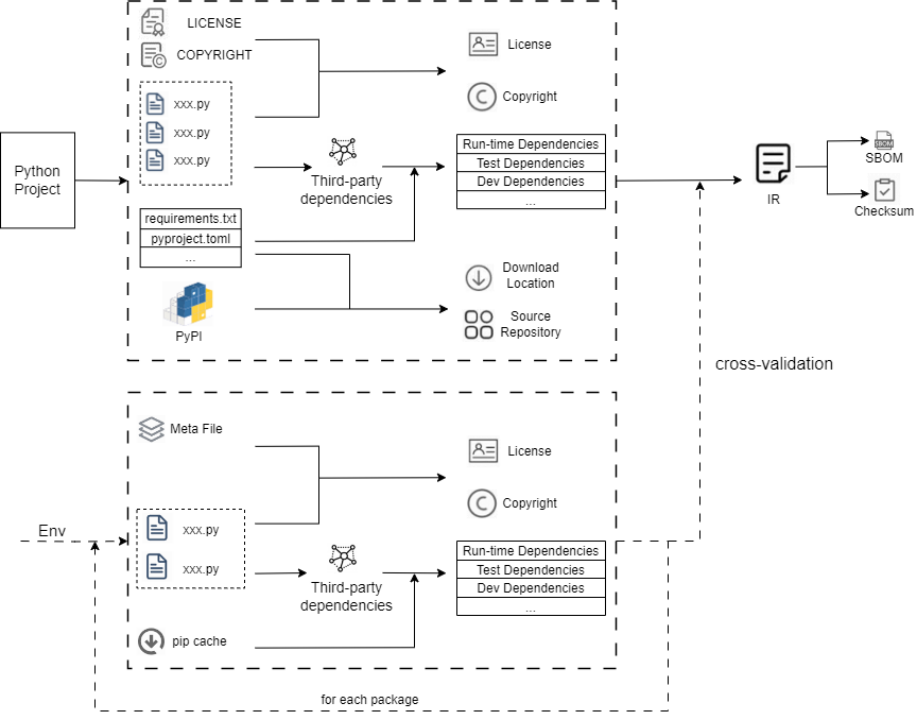 LICENSE
COPYRIGHT
xxx.py
xxx.py
xxx.py
Python
Project
requirements.txt
pyproject.toml
...
PyPI
Third-party
dependencies
License
Copyright
Run-time Dependencies
Test Dependencies
Dev Dependencies
...
Download
Location
Source
Repository
IR
SBOM
SBOM
Checksum
cross-validation
Meta File
Env
xxx.py
xxx.py
pip cache
Third-party
dependencies
License
Copyright
Run-time Dependencies
Test Dependencies
Dev Dependencies
...
for each package